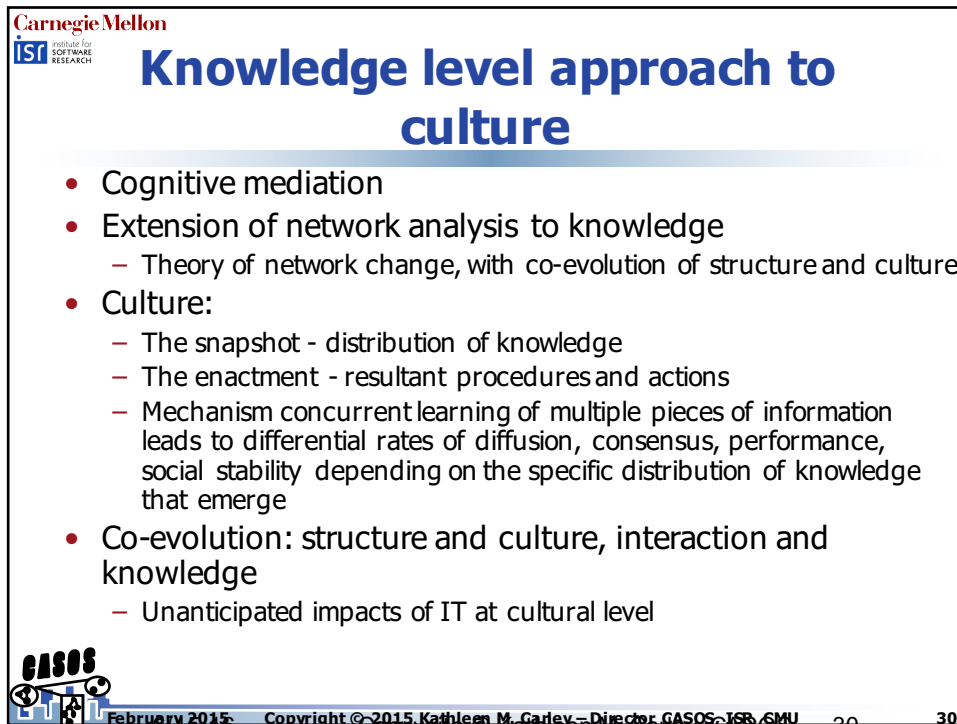 Carnegie Mellon
isr institute for SOFTWARE RESEARCH
Knowledge level approach to
culture
• Cognitive mediation
• Extension of network analysis to knowledge
– Theory of network change, with co-evolution of structure and culture
• Culture:
– The snapshot - distribution of knowledge
– The enactment - resultant procedures and actions
– Mechanism concurrent learning of multiple pieces of information
leads to differential rates of diffusion, consensus, performance,
social stability depending on the specific distribution of knowledge
that emerge
• Co-evolution: structure and culture, interaction and
knowledge
– Unanticipated impacts of IT at cultural level
CASOS
February 2015 Copyright © 2015 Kathleen M. Carley – Director CASOS, ISR, CMU 30